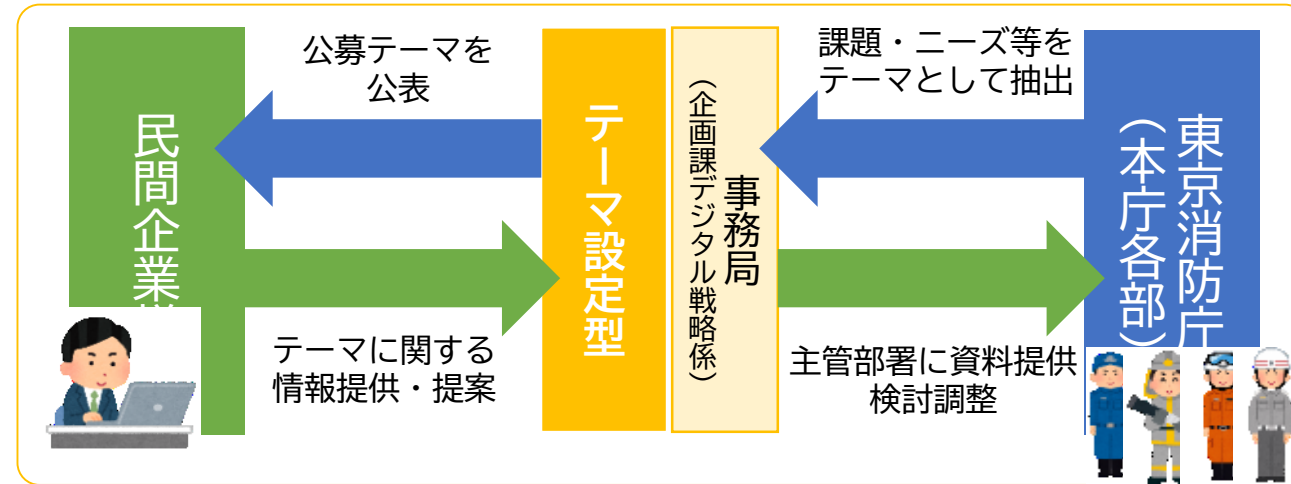 民間企業様
公募テーマを
公表
テーマに関する
情報提供・提案
テーマ設定型
事務局
（企画課デジタル戦略係）
課題・ニーズ等を
テーマとして抽出
主管部署に資料提供
検討調整
東京消防庁
（本庁各部）